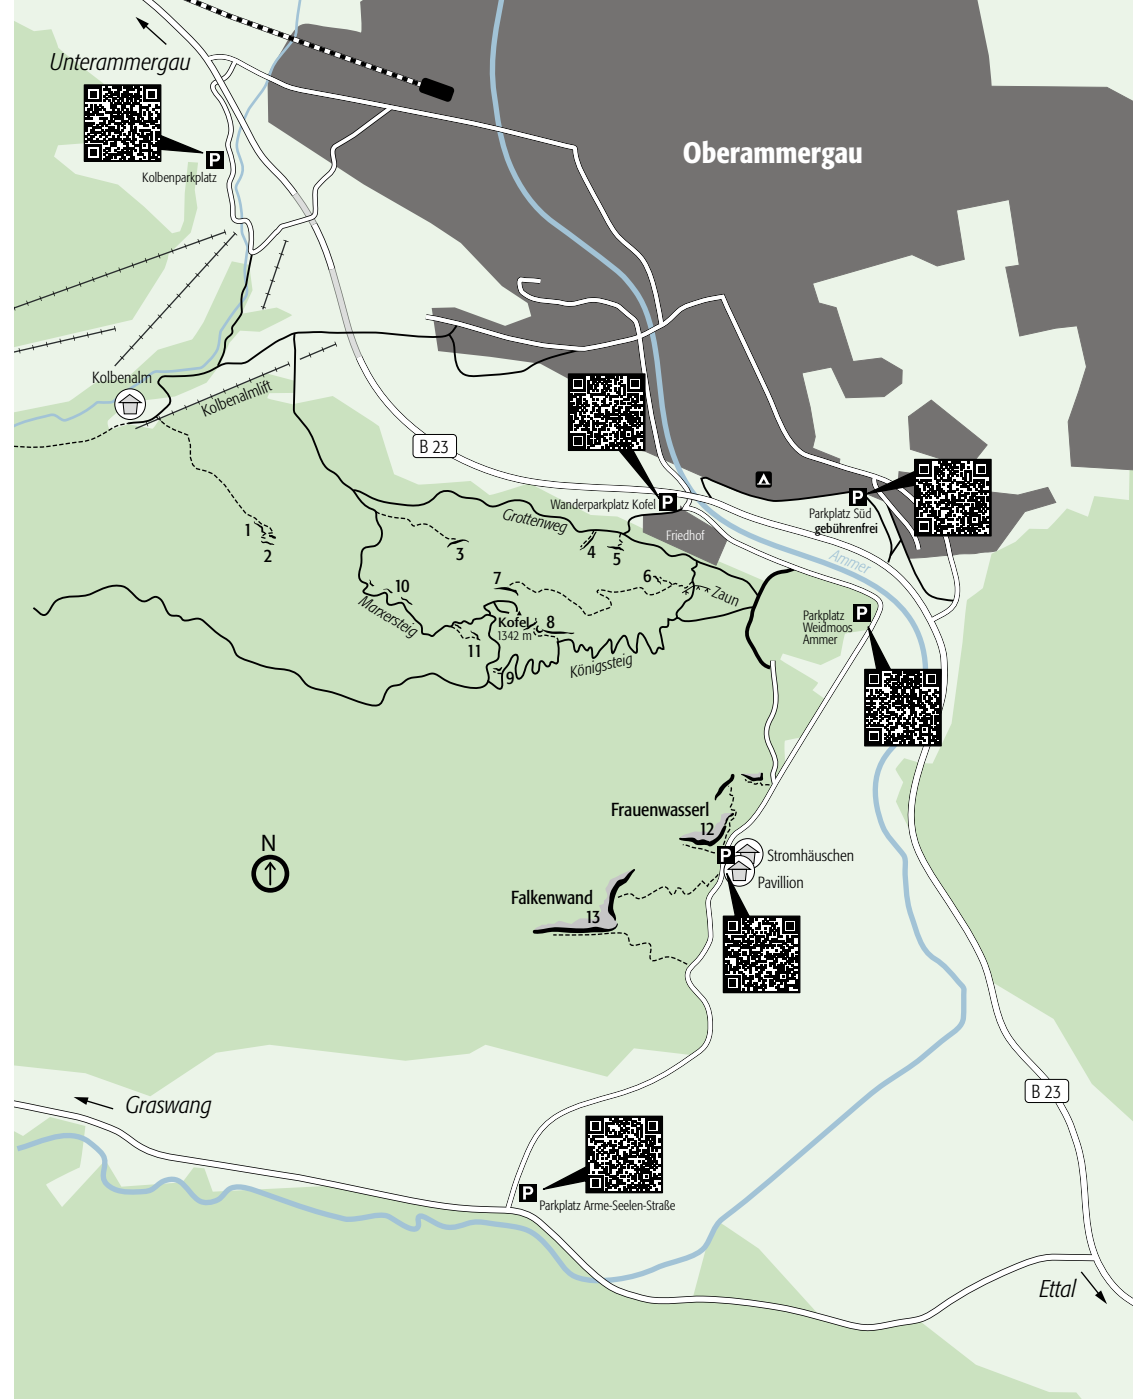 Unterammergau
P
Kolbenparkplatz
Oberammergau
Kolbenalm
Kolbenalmlift
B 23
Wanderparkplatz Kofel P
Grottenweg
Friedhof
P
Parkplatz Süd
gebührenfrei
Ammer
1
2
3
4
5
6
7
Zaun
10
Marxersteig
Kofel
1342 m
8
11
9
Königssteig
Parkplatz
Weidmoos
Ammer
P
N
Frauenwasserl
12
P
Stromhäuschen
Pavillion
Falkenwand
13
B 23
Graswang
P
Parkplatz Arme-Seelen-Straße
Ettal